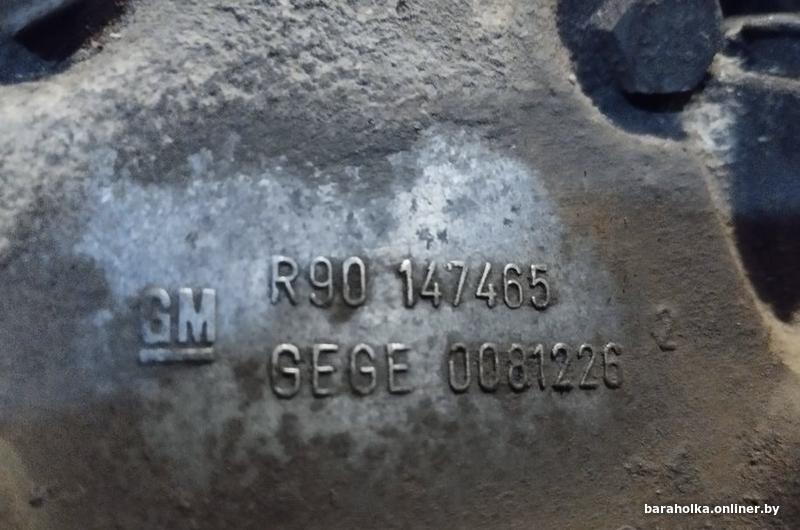 R90 147465
GM
GEGE 0081226
2
baraholka.onliner.by